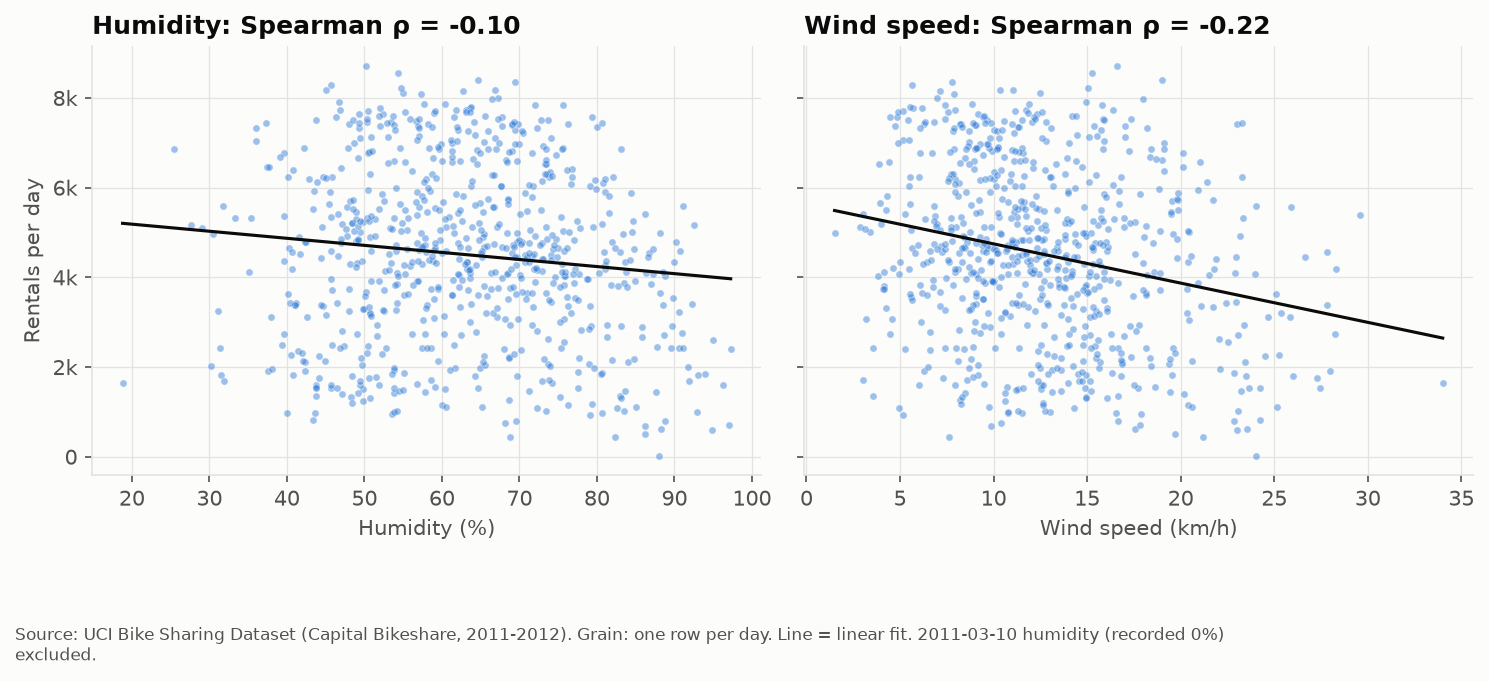 Humidity: Spearman ρ = -0.10
Wind speed: Spearman ρ = -0.22
Rentals per day
8k
6k
4k
2k
0
20 30 40 50 60 70 80 90 100
0 5 10 15 20 25 30 35
Humidity (%)
Wind speed (km/h)
Source: UCI Bike Sharing Dataset (Capital Bikeshare, 2011-2012). Grain: one row per day. Line = linear fit. 2011-03-10 humidity (recorded 0%)
excluded.